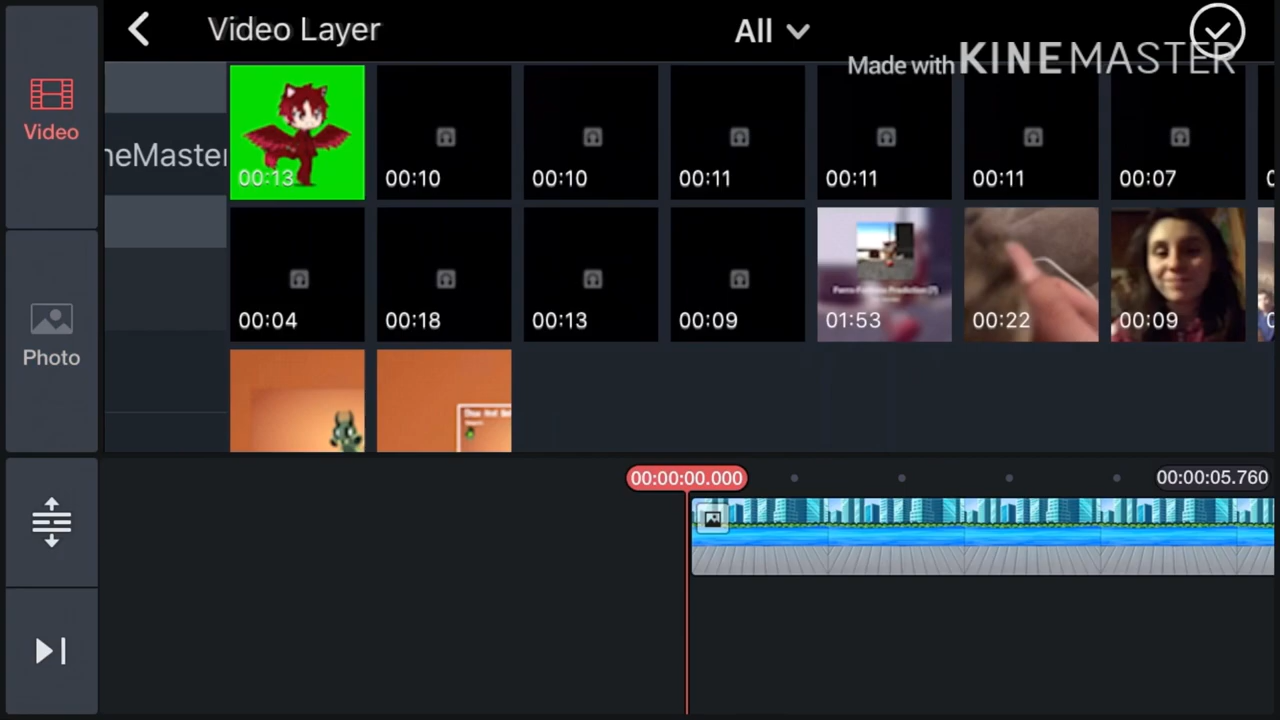 Video Layer
All
Made with KINEMASTER
Video
neMaster
00:13
00:10
00:10
00:11
00:11
00:11
00:07
00:04
00:18
00:13
00:09
01:53
00:22
00:09
Photo
00:00:00.000
00:00:05.760